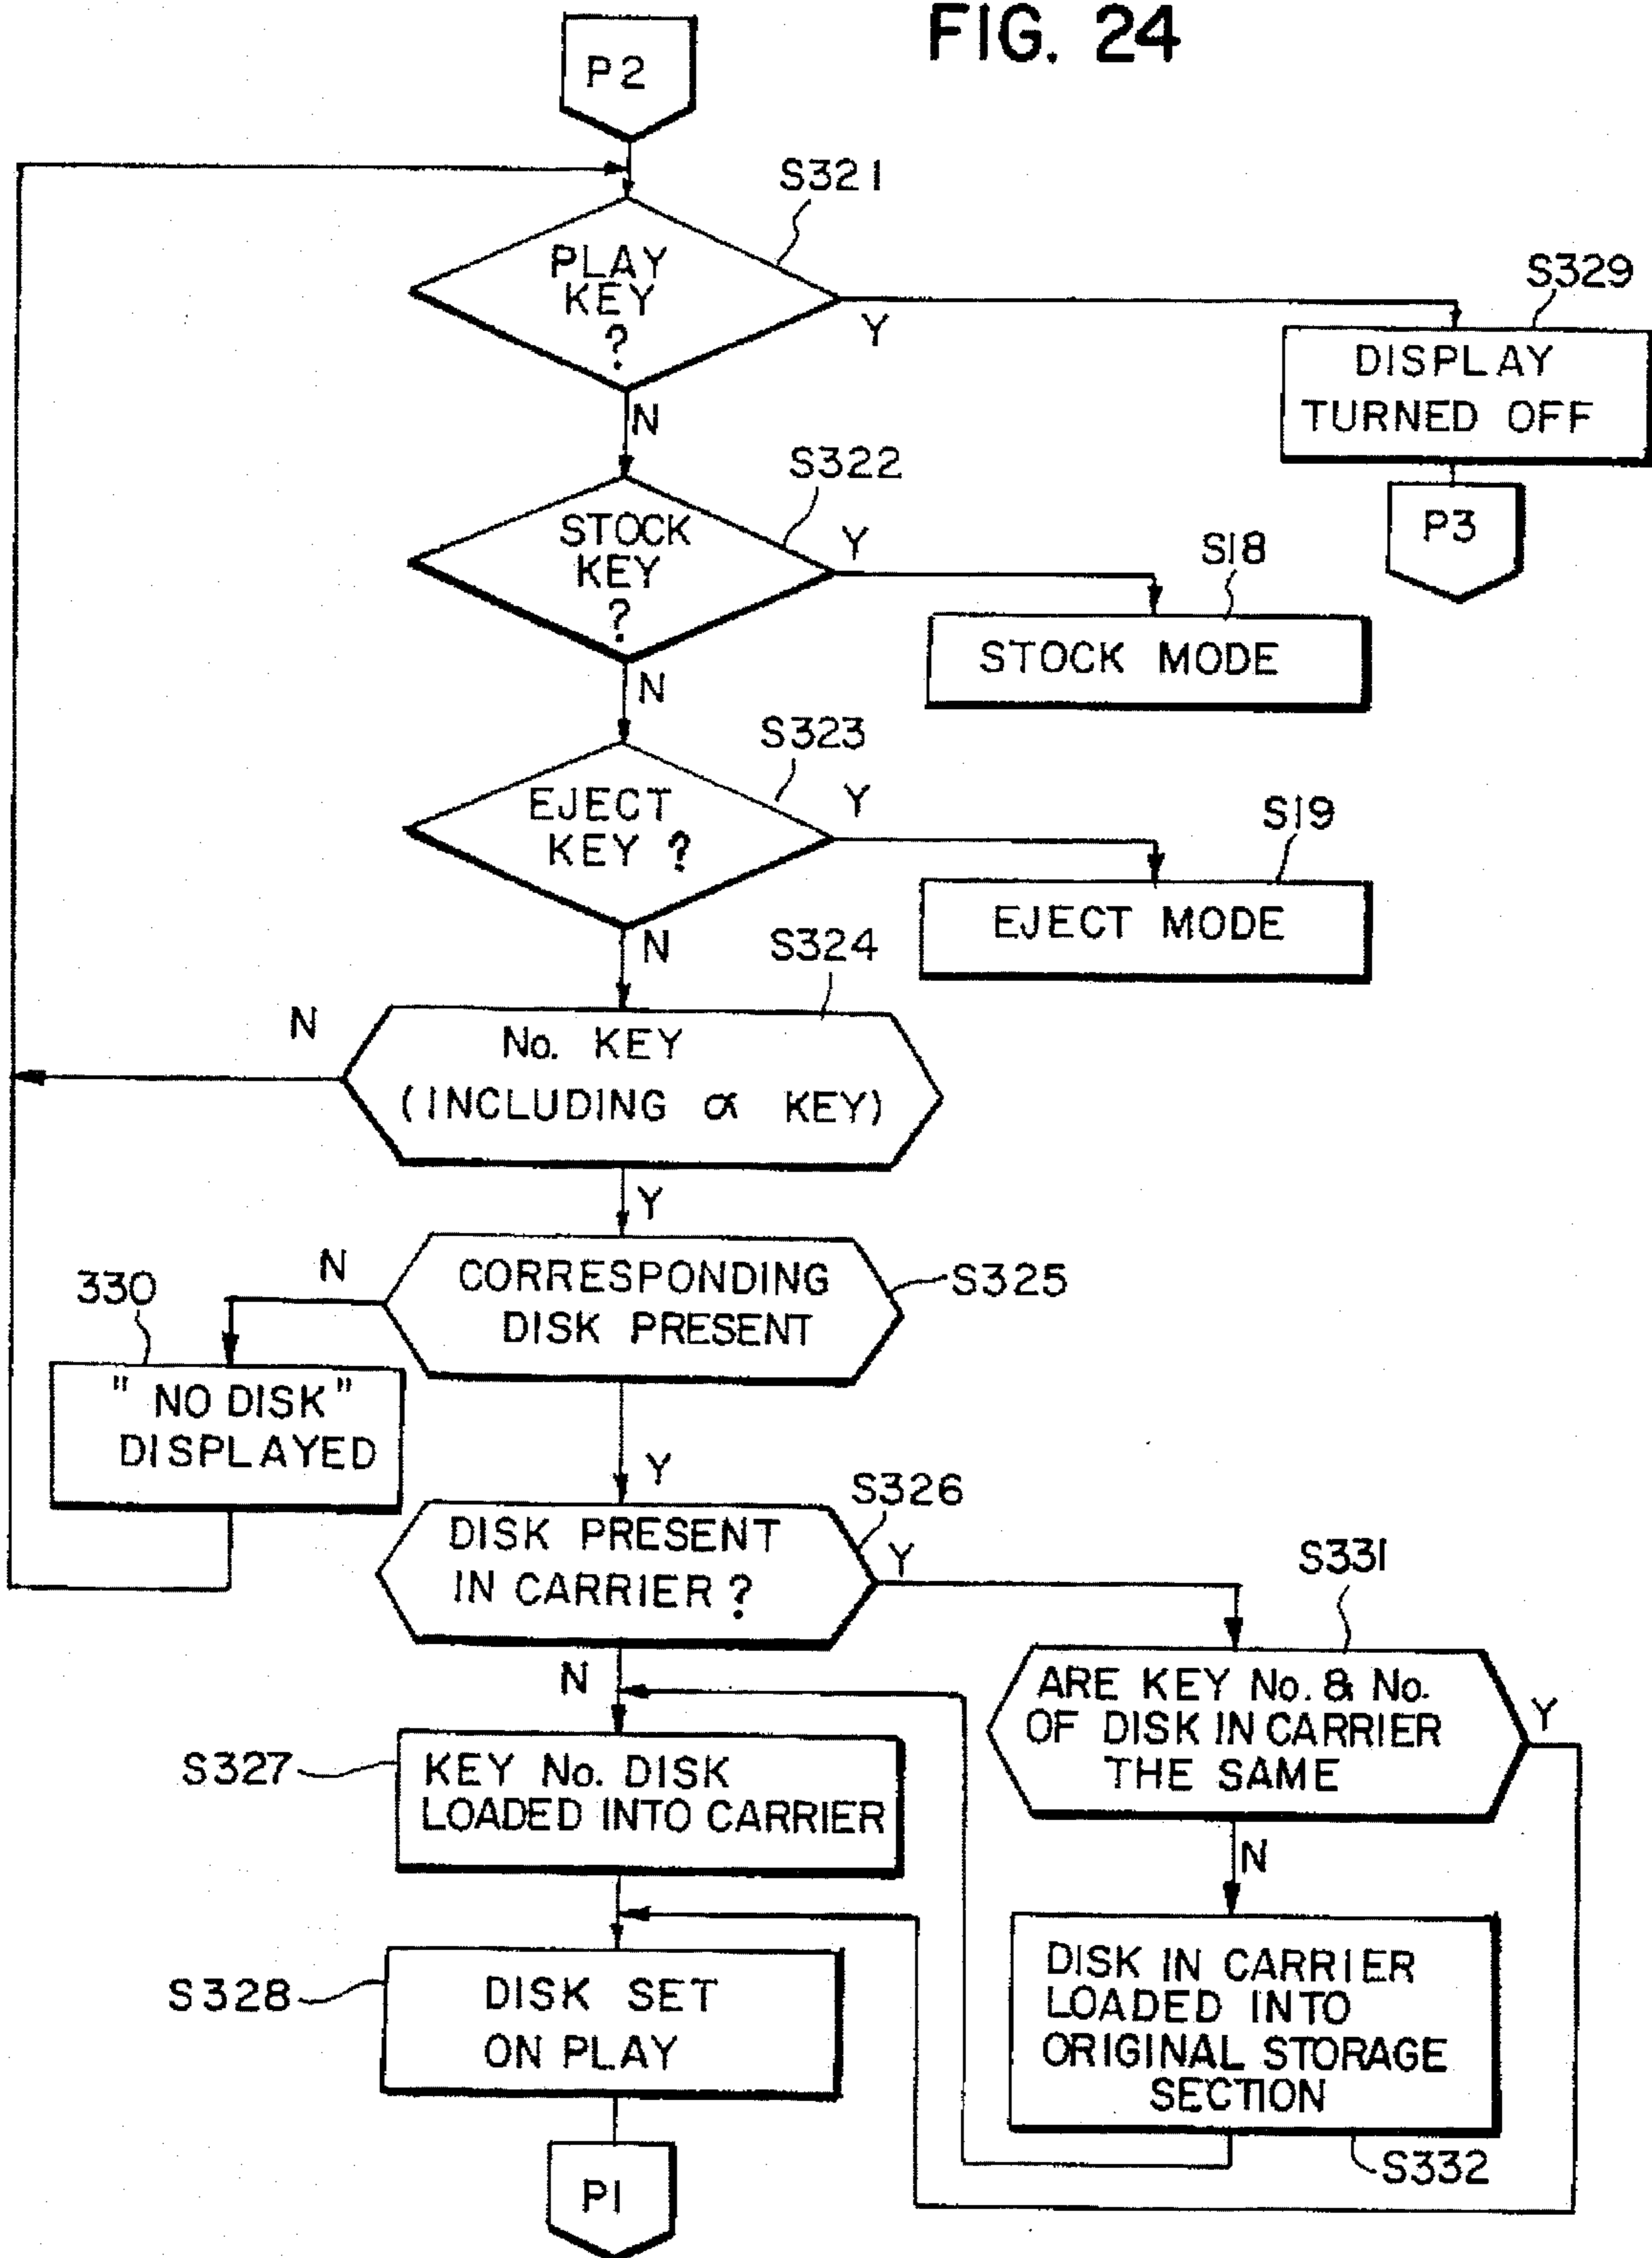 FIG. 24
P2
S321
PLAY
KEY
?
Y
N
S329
DISPLAY
TURNED OFF
P3
S322
STOCK
KEY
?
Y
N
S18
STOCK MODE
S323
EJECT
KEY ?
Y
N
S19
EJECT MODE
S324
No. KEY
(INCLUDING α KEY)
N
Y
S325
CORRESPONDING
DISK PRESENT
N
Y
330
" NO DISK "
DISPLAYED
S326
DISK PRESENT
IN CARRIER ?
Y
N
S331
ARE KEY No. & No.
OF DISK IN CARRIER
THE SAME
Y
N
S327
KEY No. DISK
LOADED INTO CARRIER
S328
DISK SET
ON PLAY
DISK IN CARRIER
LOADED INTO
ORIGINAL STORAGE
SECTION
S332
P1